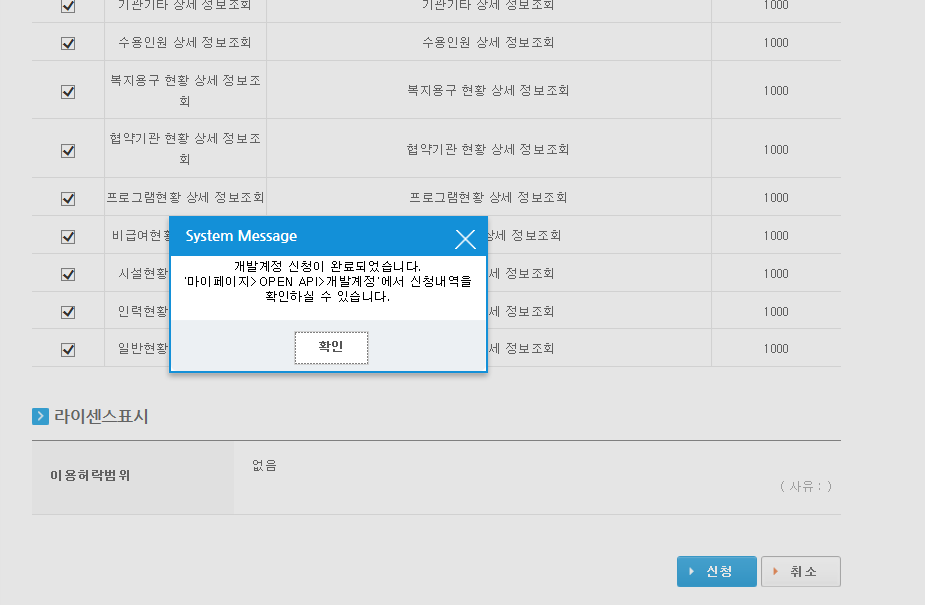 기관기타 상세 정보조회 기관기타 상세 정보조회 1000
수용인원 상세 정보조회 수용인원 상세 정보조회 1000
복지용구 현황 상세 정보조
회
복지용구 현황 상세 정보조회 1000
협약기관 현황 상세 정보조
회
협약기관 현황 상세 정보조회 1000
프로그램현황 상세 정보조회 프로그램현황 상세 정보조회 1000
비급여현황 상세 정보조회 1000
시설현황 세 정보조회 1000
인력현황 세 정보조회 1000
일반현황 세 정보조회 1000
System Message
개발계정 신청이 완료되었습니다.
'마이페이지>OPEN API>개발계정'에서 신청내역을
확인하실 수 있습니다.
확인
라이센스표시
이용허락범위
없음
( 사유 : )
신청 취소